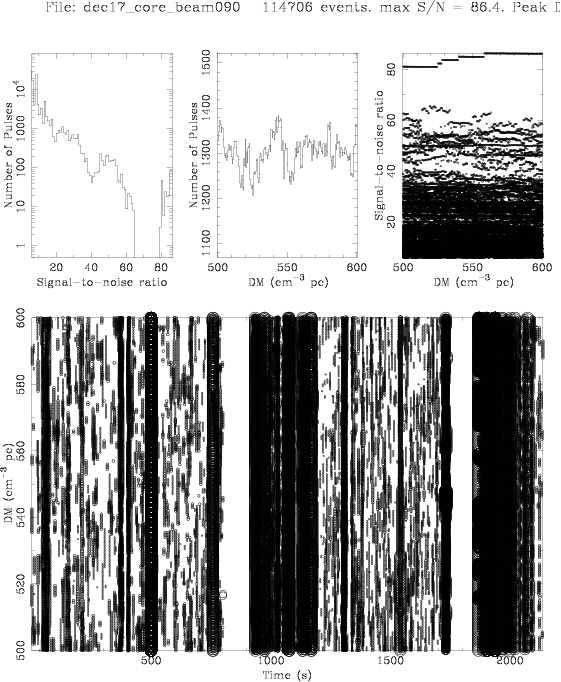 File: dec17_core_beam090 114706 events. max S/N = 86.4. Peak
Number of Pulses
10⁴
1000
100
10
1
20 40 60 80
Signal-to-noise ratio
Number of Pulses
1500
1400
1300
1200
1100
500 550 600
DM (cm⁻³ pc)
Signal-to-noise ratio
80
60
40
20
500 550 600
DM (cm⁻³ pc)
DM (cm⁻³ pc)
600
580
560
540
520
500
500 1000 1500 2000
Time (s)